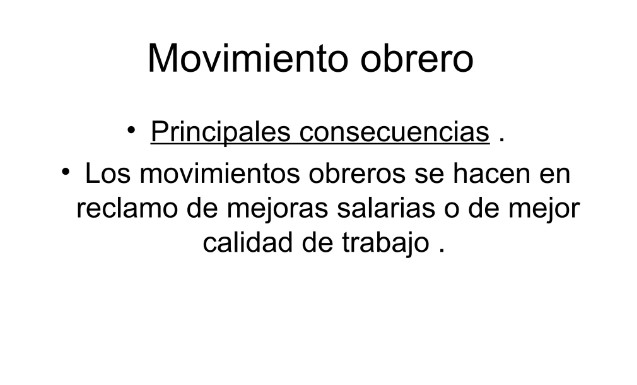 Movimiento obrero
• Principales consecuencias .
• Los movimientos obreros se hacen en
reclamo de mejoras salarias o de mejor
calidad de trabajo .